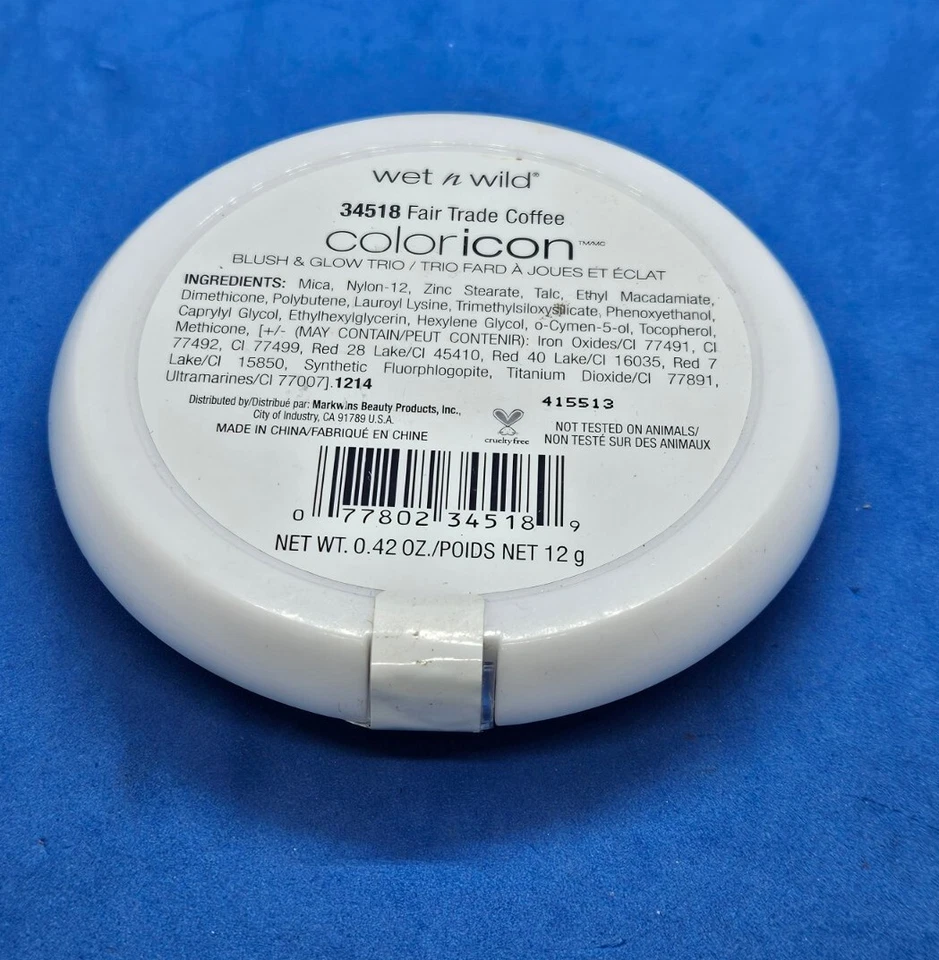 wet n wild®
34518 Fair Trade Coffee
coloricon™/MC
BLUSH & GLOW TRIO / TRIO FARD À JOUES ET ÉCLAT
INGREDIENTS: Mica, Nylon-12, Zinc Stearate, Talc, Ethyl Macadamiate,
Dimethicone, Polybutene, Lauroyl Lysine, Trimethylsiloxysilicate, Phenoxyethanol,
Caprylyl Glycol, Ethylhexylglycerin, Hexylene Glycol, o-Cymen-5-ol, Tocopherol,
Methicone, [+/- (MAY CONTAIN/PEUT CONTENIR): Iron Oxides/CI 77491, CI
77492, CI 77499, Red 28 Lake/CI 45410, Red 40 Lake/CI 16035, Red 7
Lake/CI 15850, Synthetic Fluorphlogopite, Titanium Dioxide/CI 77891,
Ultramarines/CI 77007].1214
Distributed by/Distribué par: Markwins Beauty Products, Inc.,
City of Industry, CA 91789 U.S.A.
MADE IN CHINA/FABRIQUÉ EN CHINE
cruelty free
415513
NOT TESTED ON ANIMALS/
NON TESTÉ SUR DES ANIMAUX
0 77802 34518 9
NET WT. 0.42 OZ./POIDS NET 12 g